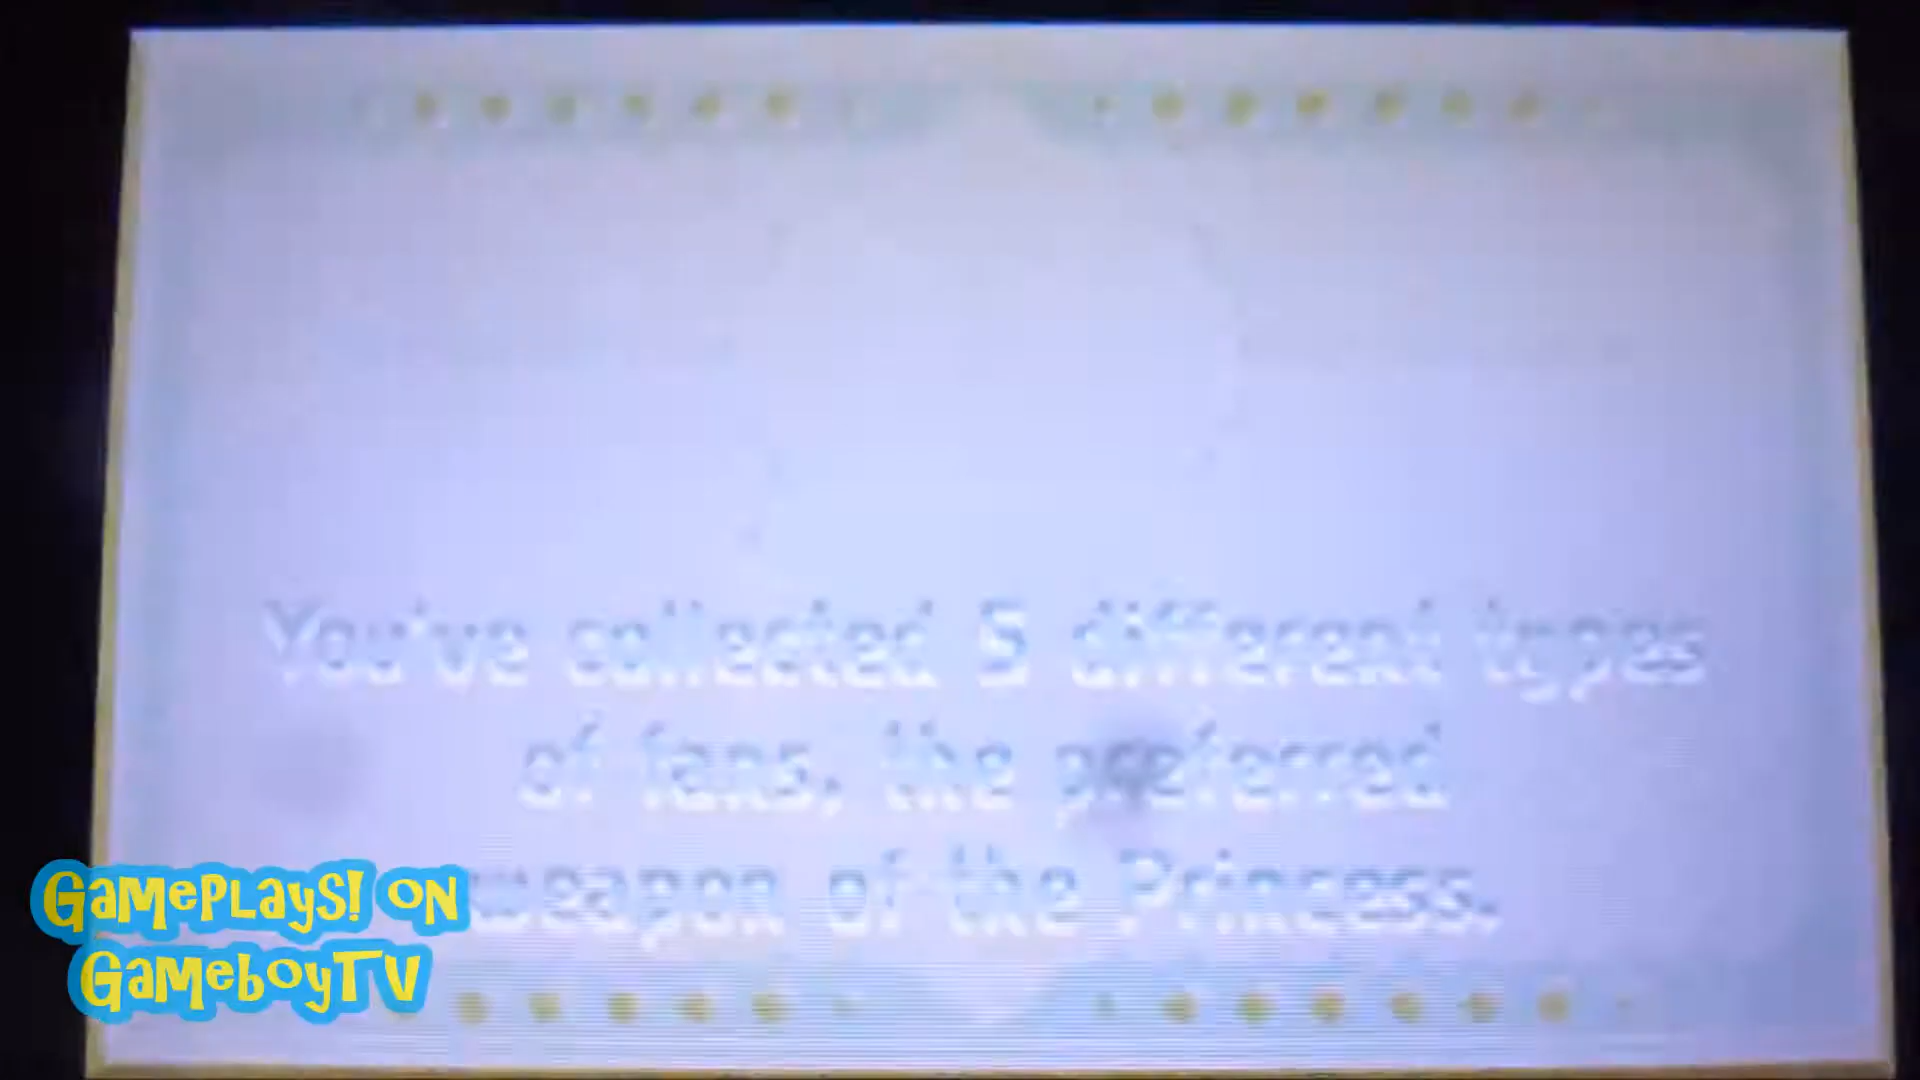 You've collected 5 different types
of fans, the preferred
weapon of the Princess.
GamePlays! on
GameboyTV